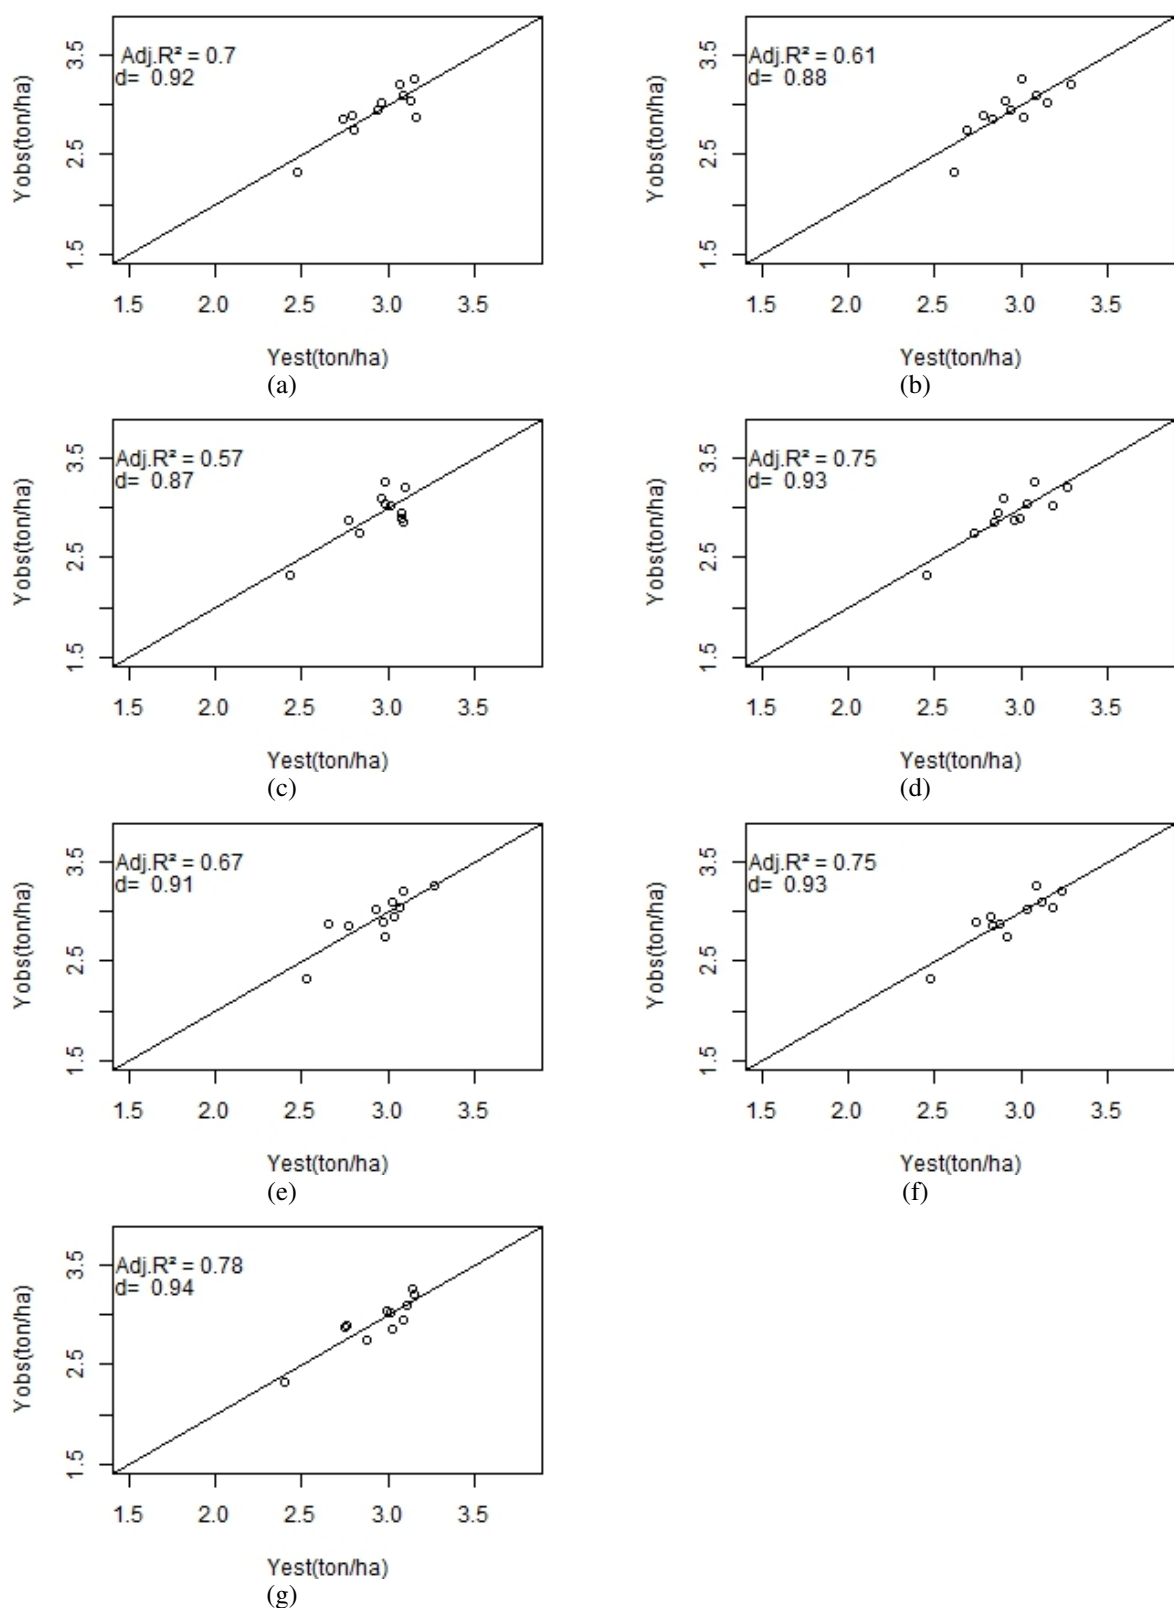 Adj.R² = 0.7
d= 0.92
Yobs(ton/ha)
3.5
2.5
1.5
1.5 2.0 2.5 3.0 3.5
Yest(ton/ha)
(a)
Adj.R² = 0.61
d= 0.88
Yobs(ton/ha)
3.5
2.5
1.5
1.5 2.0 2.5 3.0 3.5
Yest(ton/ha)
(b)
Adj.R² = 0.57
d= 0.87
Yobs(ton/ha)
3.5
2.5
1.5
1.5 2.0 2.5 3.0 3.5
Yest(ton/ha)
(c)
Adj.R² = 0.75
d= 0.93
Yobs(ton/ha)
3.5
2.5
1.5
1.5 2.0 2.5 3.0 3.5
Yest(ton/ha)
(d)
Adj.R² = 0.67
d= 0.91
Yobs(ton/ha)
3.5
2.5
1.5
1.5 2.0 2.5 3.0 3.5
Yest(ton/ha)
(e)
Adj.R² = 0.75
d= 0.93
Yobs(ton/ha)
3.5
2.5
1.5
1.5 2.0 2.5 3.0 3.5
Yest(ton/ha)
(f)
Adj.R² = 0.78
d= 0.94
Yobs(ton/ha)
3.5
2.5
1.5
1.5 2.0 2.5 3.0 3.5
Yest(ton/ha)
(g)